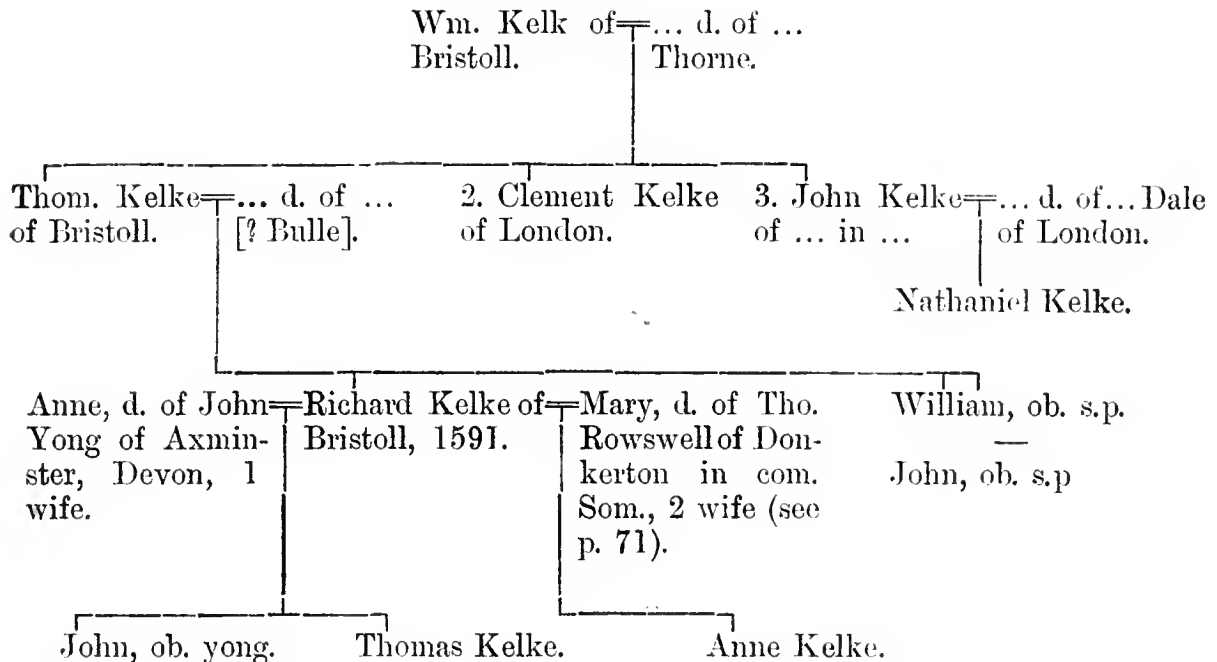 Wm. Kelk of=... d. of ...
Bristoll. Thorne.
Thom. Kelke=... d. of ... 2. Clement Kelke 3. John Kelke=... d. of... Dale
of Bristoll. [? Bulle]. of London. of ... in ... of London.
Nathaniel Kelke.
Anne, d. of John=Richard Kelke of=Mary, d. of Tho. William, ob. s.p.
Yong of Axmin- Bristoll, 1591. Rowswell of Don- —
ster, Devon, 1 kerton in com. John, ob. s.p
wife. Som., 2 wife (see
p. 71).
John, ob. yong. Thomas Kelke. Anne Kelke.